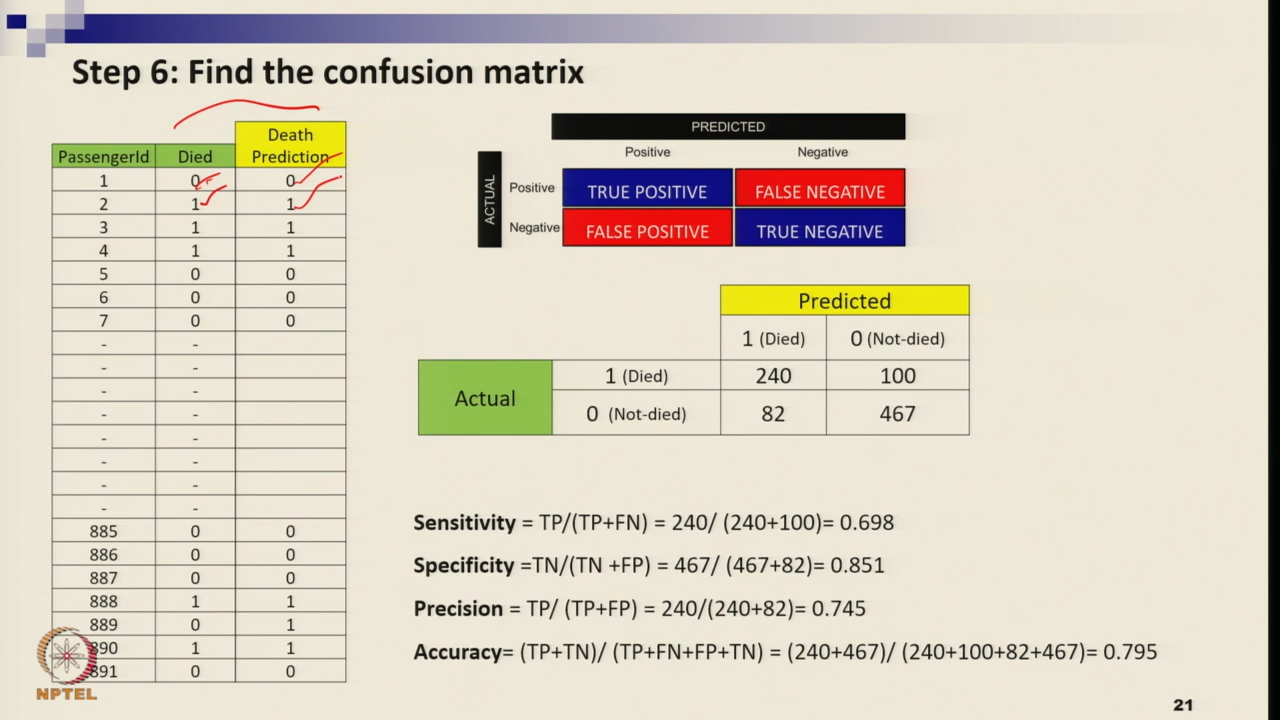 Step 6: Find the confusion matrix
PassengerId Died Death Prediction
1 0 0
2 1 1
3 1 1
4 1 1
5 0 0
6 0 0
7 0 0
- -
- -
- -
- -
- -
- -
- -
- -
885 0 0
886 0 0
887 0 0
888 1 1
889 0 1
890 1 1
891 0 0
NPTEL
PREDICTED
Positive Negative
ACTUAL
Positive TRUE POSITIVE FALSE NEGATIVE
Negative FALSE POSITIVE TRUE NEGATIVE
Predicted
1 (Died) 0 (Not-died)
Actual
1 (Died) 240 100
0 (Not-died) 82 467
Sensitivity = TP/(TP+FN) = 240/ (240+100)= 0.698
Specificity =TN/(TN +FP) = 467/ (467+82)= 0.851
Precision = TP/ (TP+FP) = 240/(240+82)= 0.745
Accuracy= (TP+TN)/ (TP+FN+FP+TN) = (240+467)/ (240+100+82+467)= 0.795
21